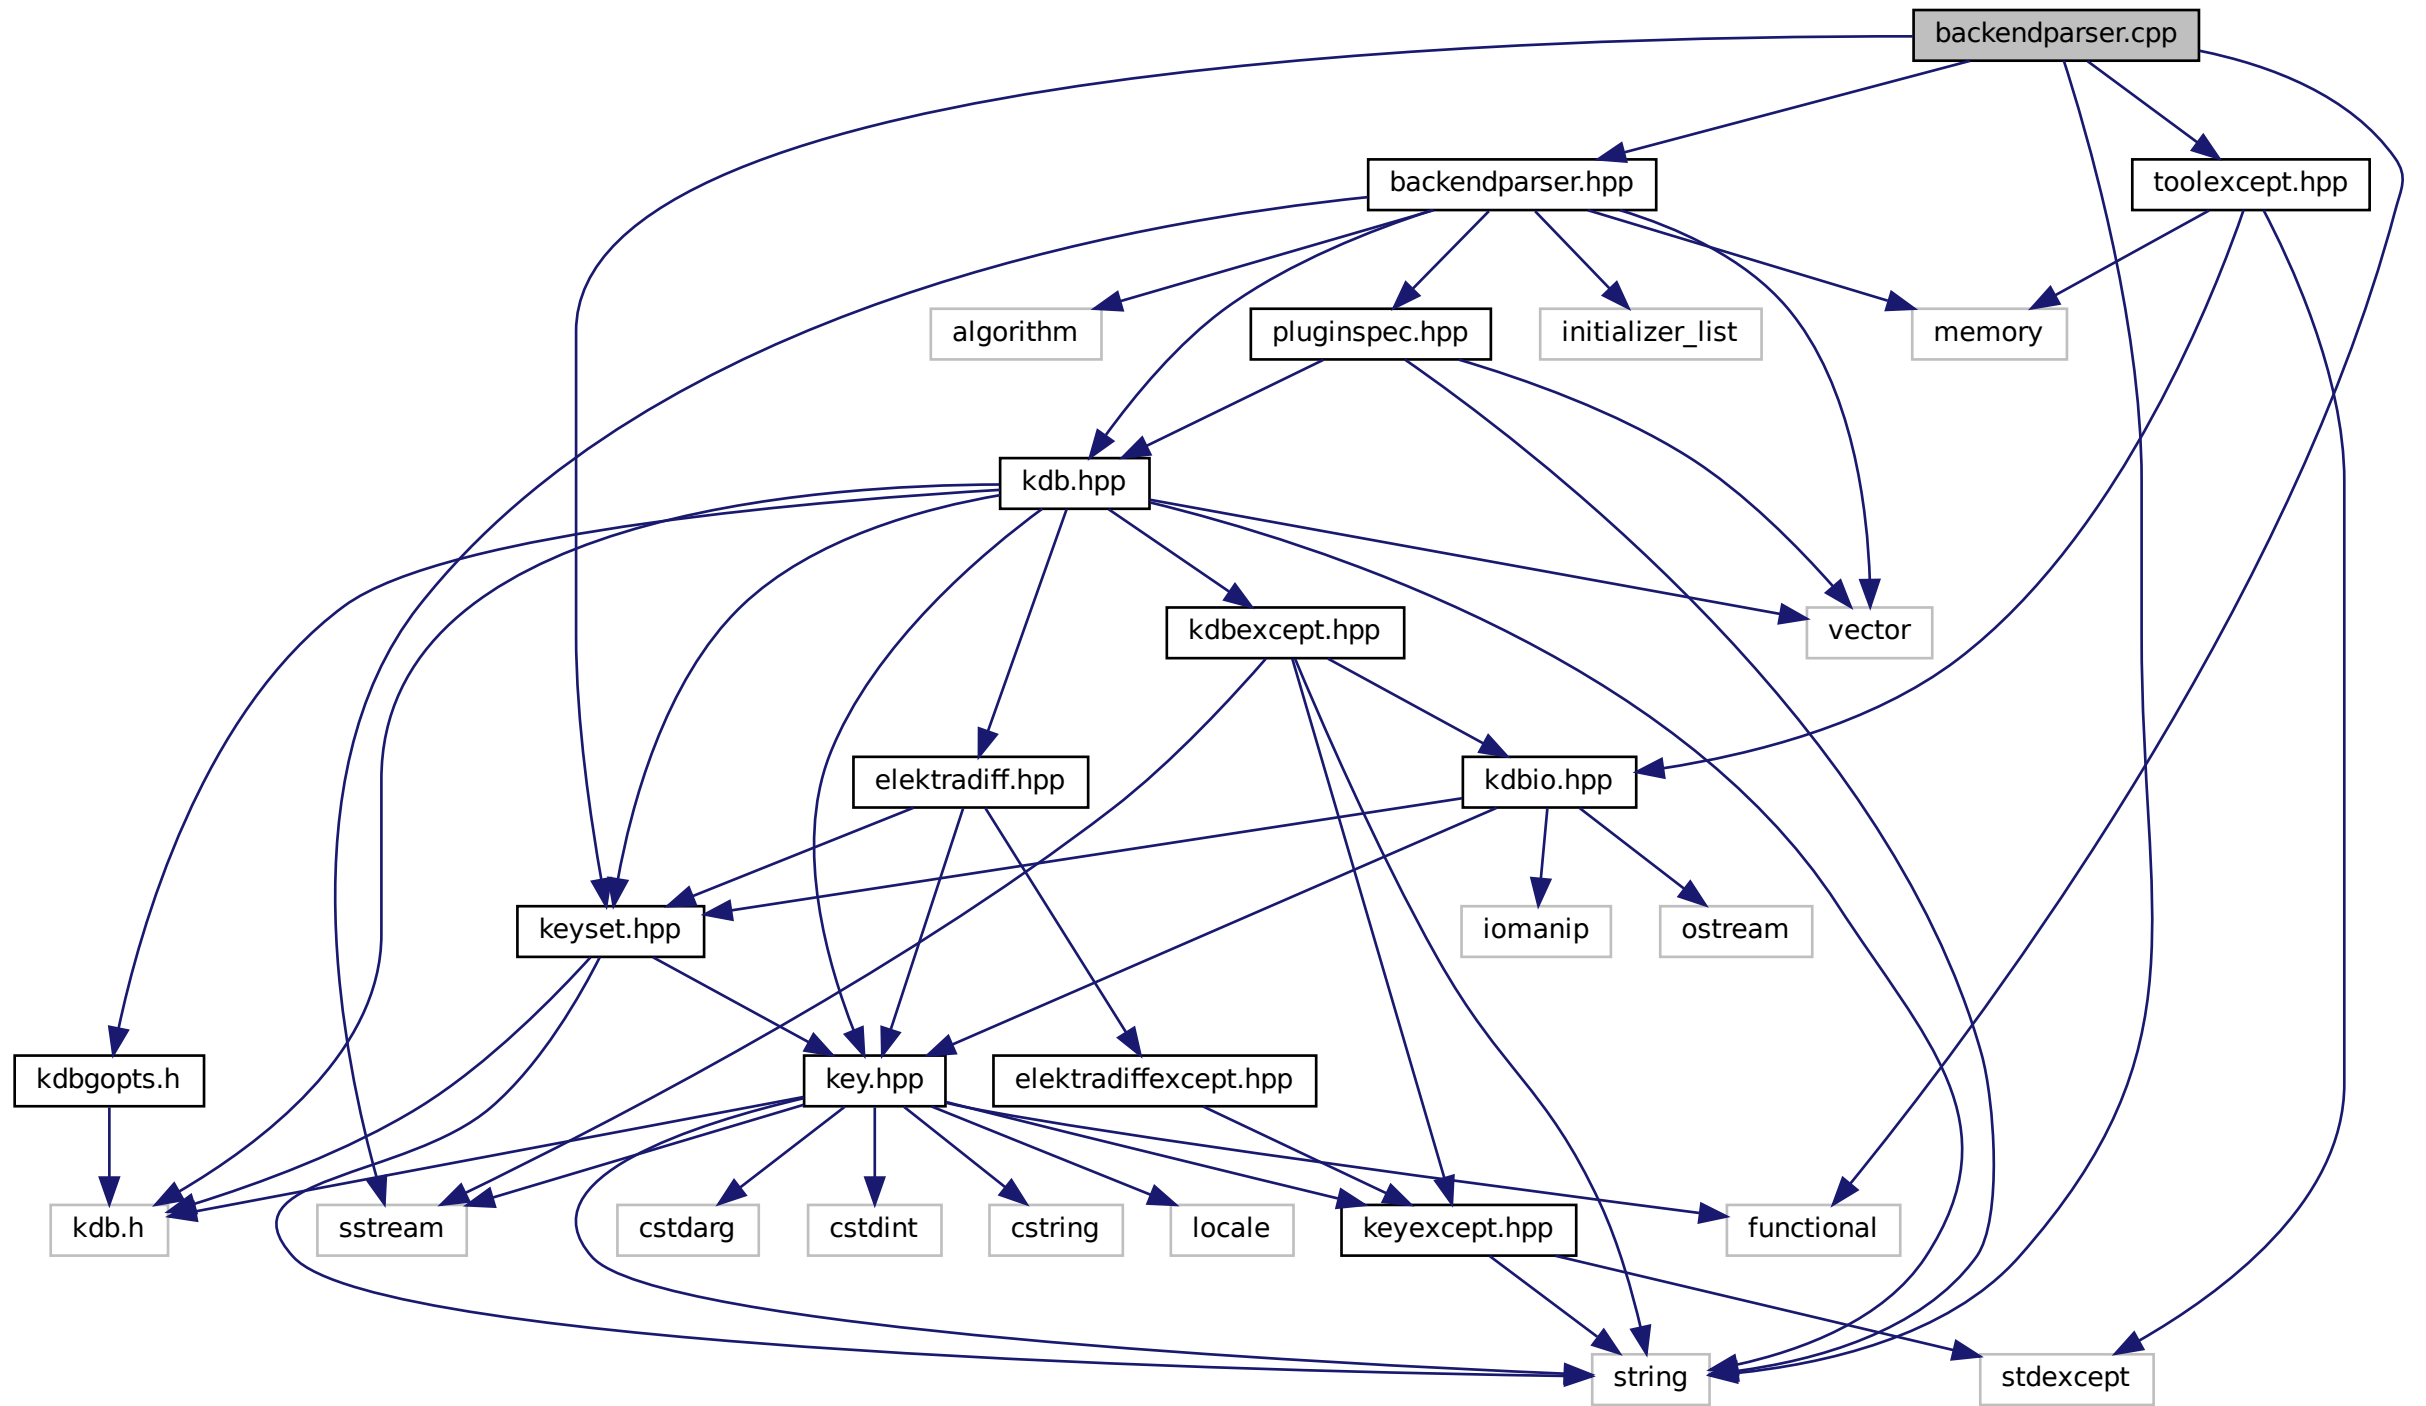 backendparser.cpp
backendparser.hpp
toolexcept.hpp
algorithm
pluginspec.hpp
initializer_list
memory
kdb.hpp
kdbexcept.hpp
vector
elektradiff.hpp
kdbio.hpp
keyset.hpp
iomanip
ostream
kdbgopts.h
key.hpp
elektradiffexcept.hpp
kdb.h
sstream
cstdarg
cstdint
cstring
locale
keyexcept.hpp
functional
string
stdexcept